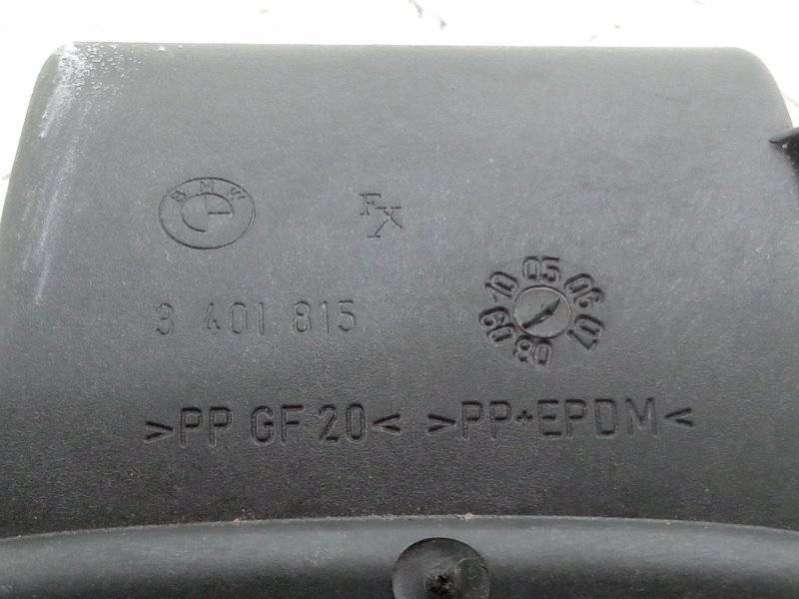 BMW
FX
3 401 815
05 06 07 08 09 10
>PP GF 20< >PP+EPDM<